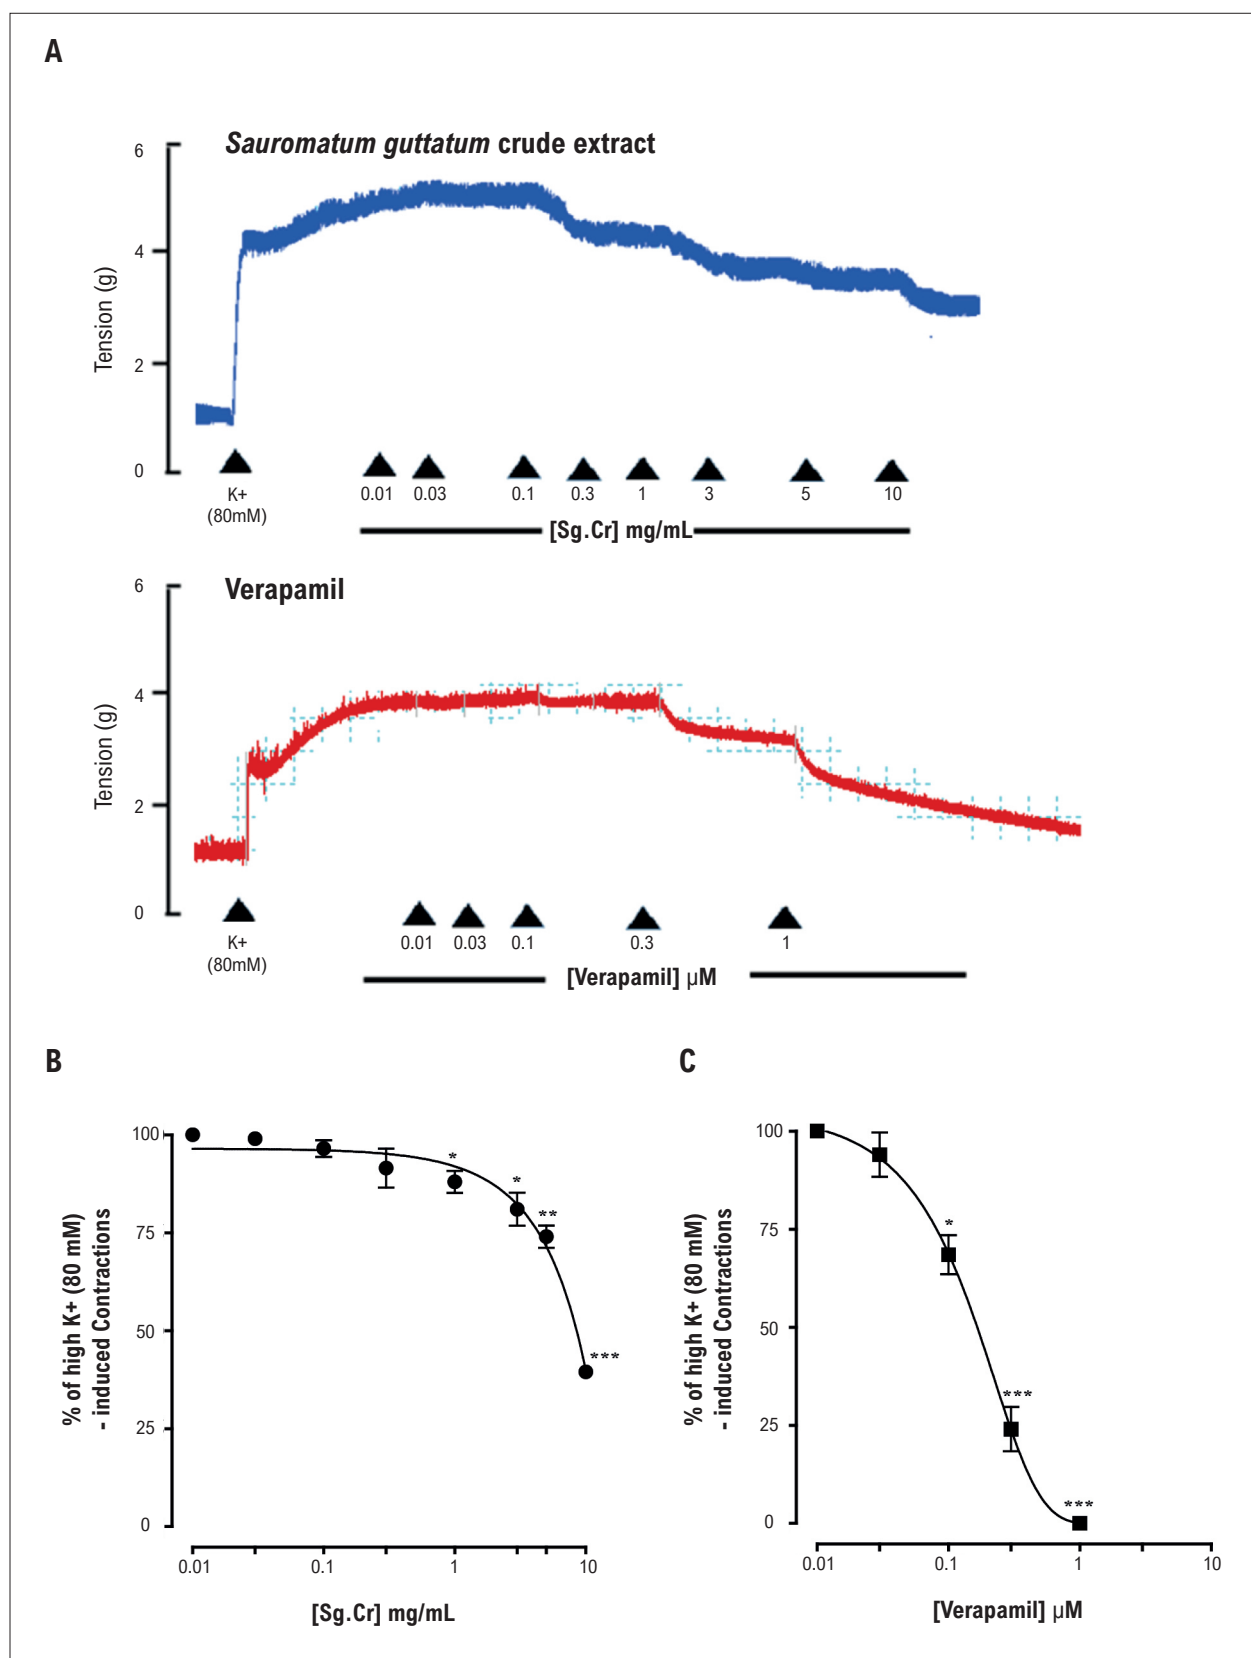 A
Sauromatum guttatum crude extract
6
4
2
0
Tension (g)
K+
(80mM)
0.01 0.03 0.1 0.3 1 3 5 10
[Sg.Cr] mg/mL
Verapamil
6
4
2
0
Tension (g)
K+
(80mM)
0.01 0.03 0.1 0.3 1
[Verapamil] µM
B
% of high K+ (80 mM)
- induced Contractions
100
75
50
25
0
*
*
**
***
0.01 0.1 1 10
[Sg.Cr] mg/mL
C
% of high K+ (80 mM)
- induced Contractions
100
75
50
25
0
*
***
***
0.01 0.1 1 10
[Verapamil] µM